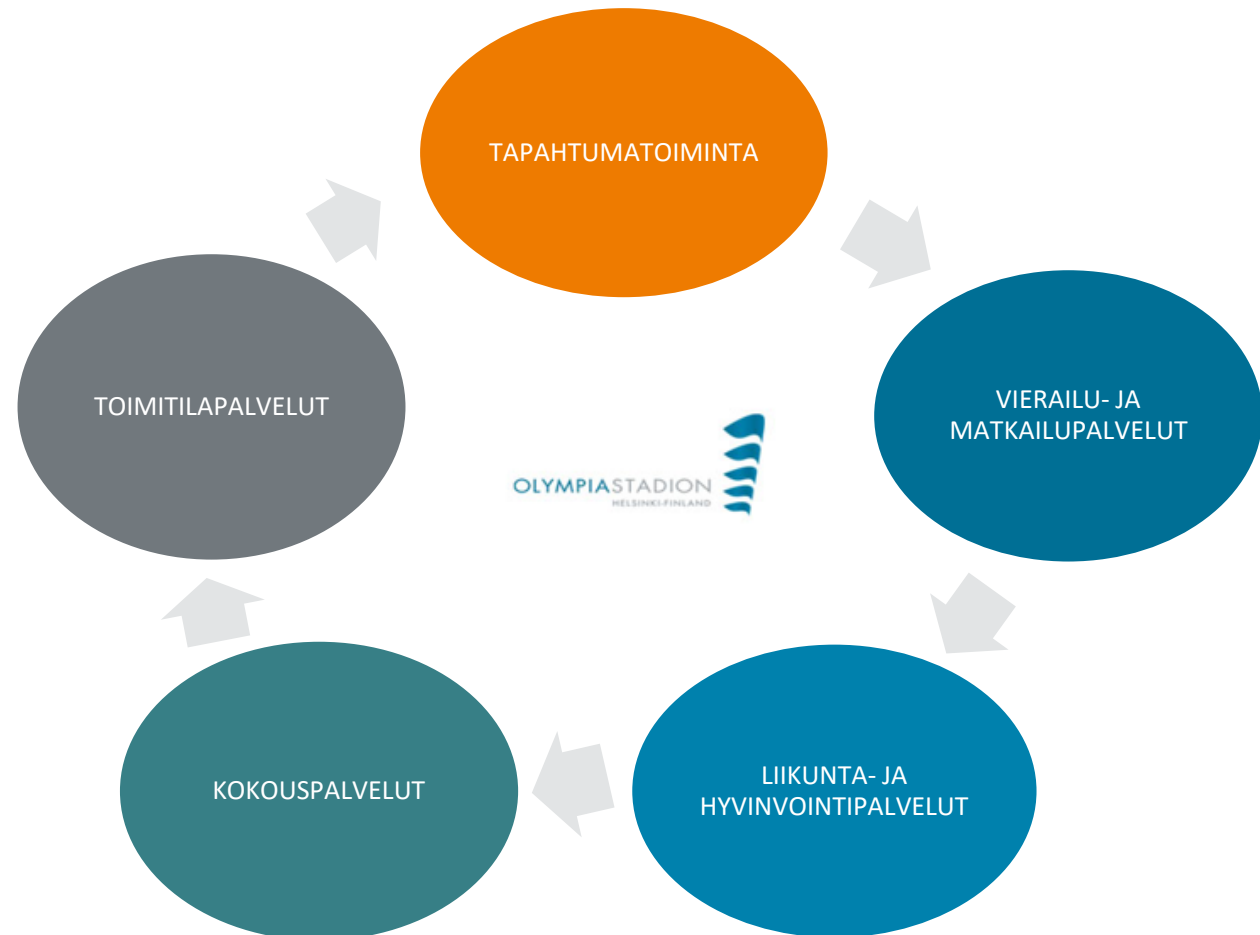 TAPAHTUMATOIMINTA
VIERAILU- JA
MATKAILUPALVELUT
LIIKUNTA- JA
HYVINVOINTIPALVELUT
KOKOUSPALVELUT
TOIMITILAPALVELUT
OLYMPIASTADION
HELSINKI-FINLAND